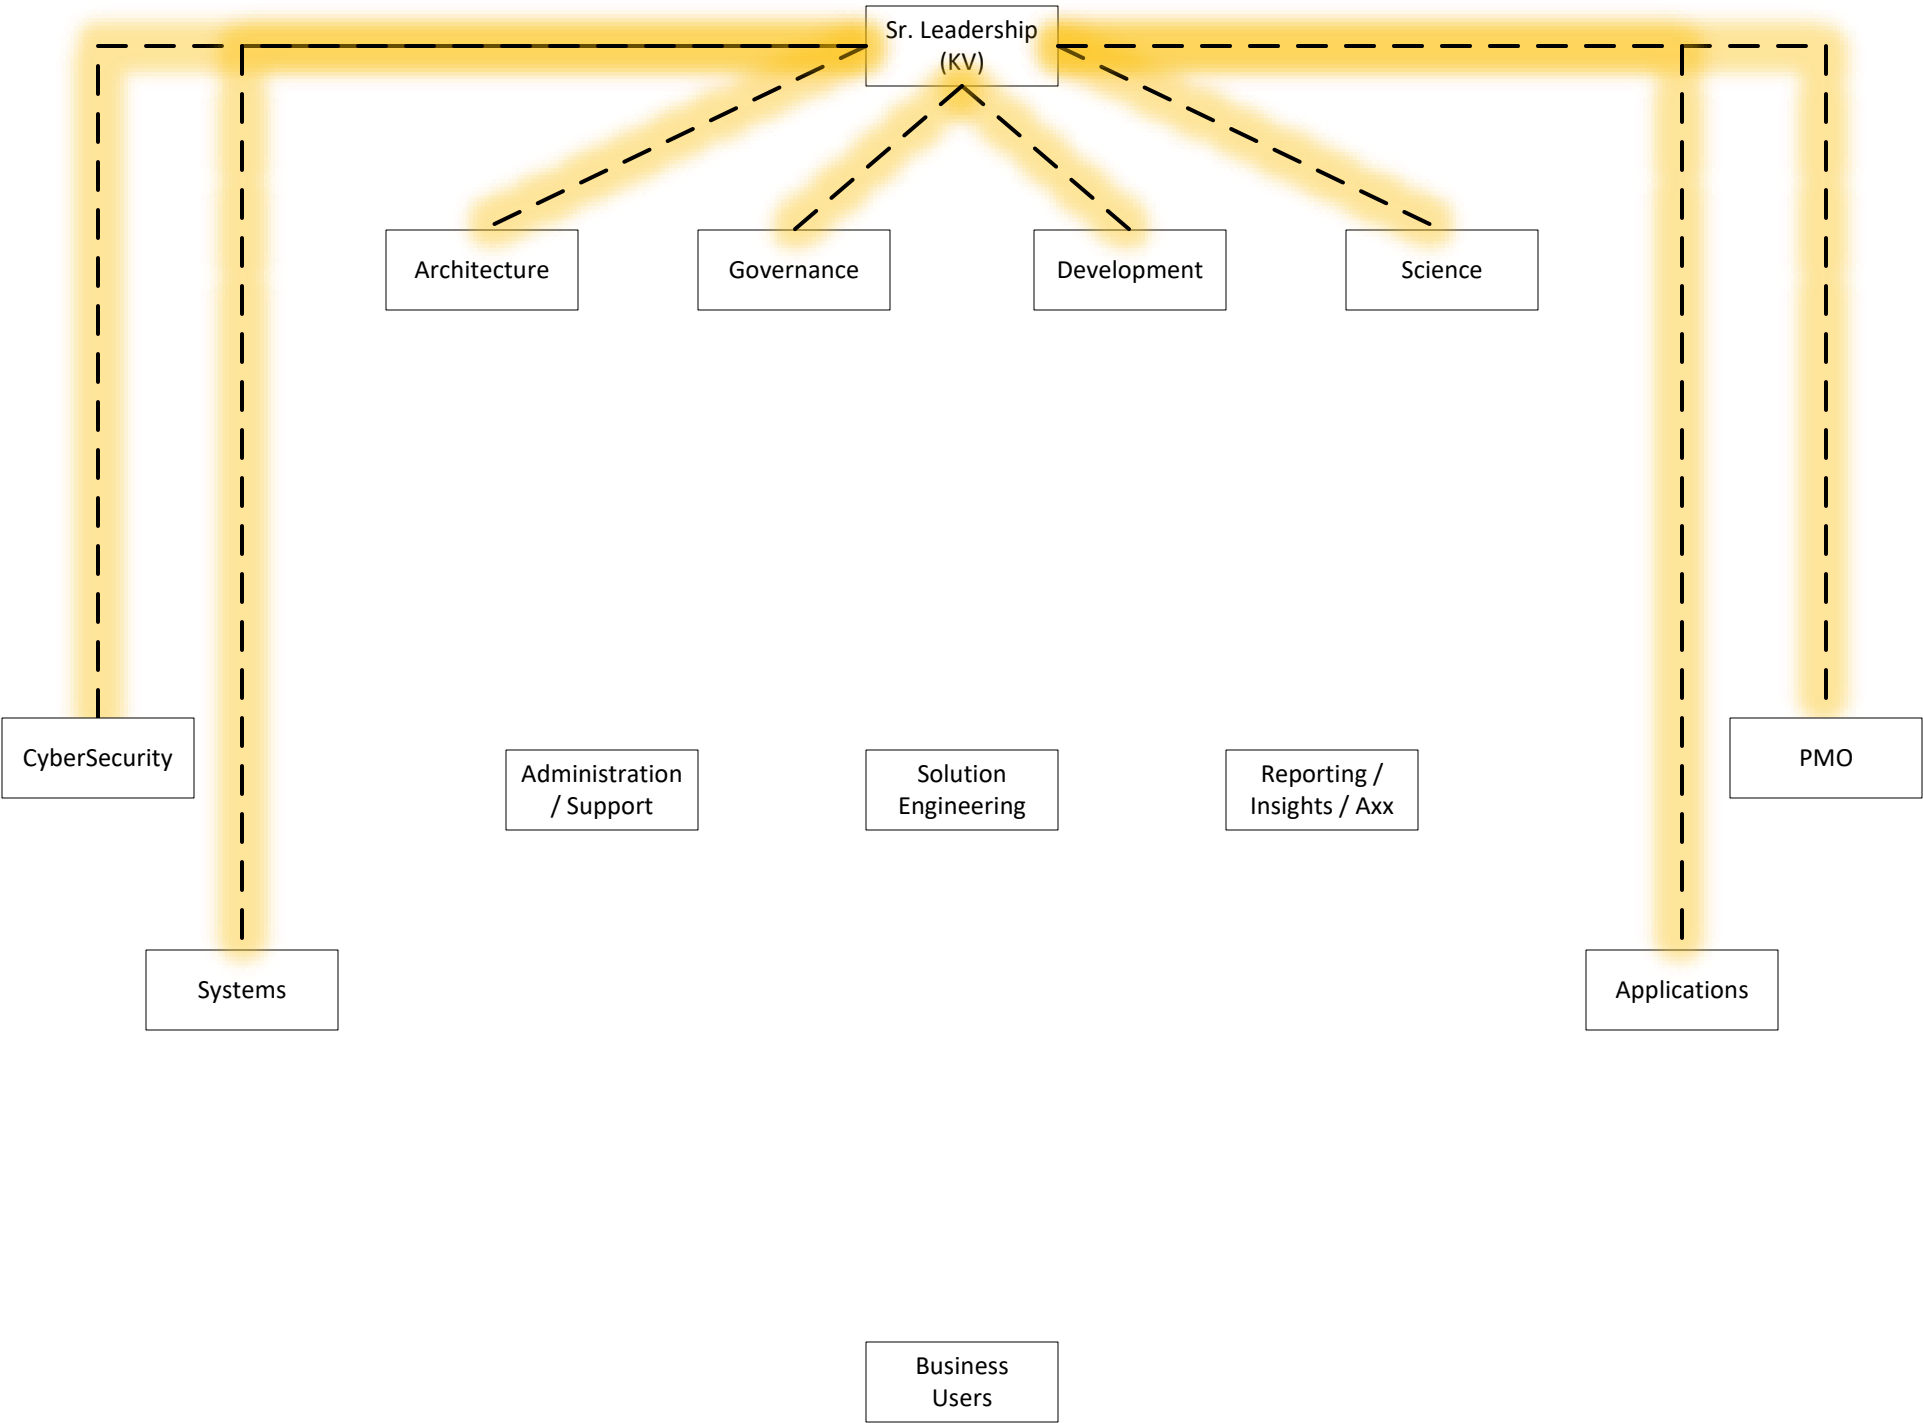 Sr. Leadership
(KV)
Architecture
Governance
Development
Science
CyberSecurity
Administration
/ Support
Solution
Engineering
Reporting /
Insights / Axx
PMO
Systems
Applications
Business
Users